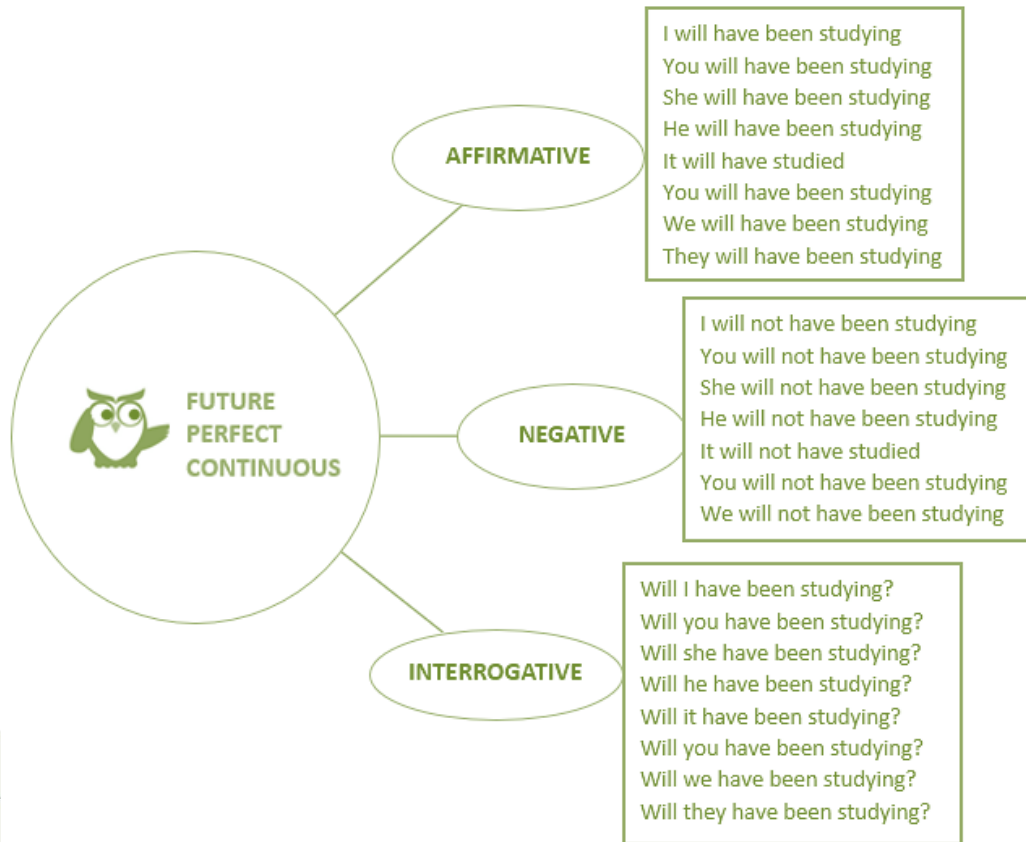 FUTURE
PERFECT
CONTINUOUS
AFFIRMATIVE
I will have been studying
You will have been studying
She will have been studying
He will have been studying
It will have studied
You will have been studying
We will have been studying
They will have been studying
NEGATIVE
I will not have been studying
You will not have been studying
She will not have been studying
He will not have been studying
It will not have studied
You will not have been studying
We will not have been studying
INTERROGATIVE
Will I have been studying?
Will you have been studying?
Will she have been studying?
Will he have been studying?
Will it have been studying?
Will you have been studying?
Will we have been studying?
Will they have been studying?